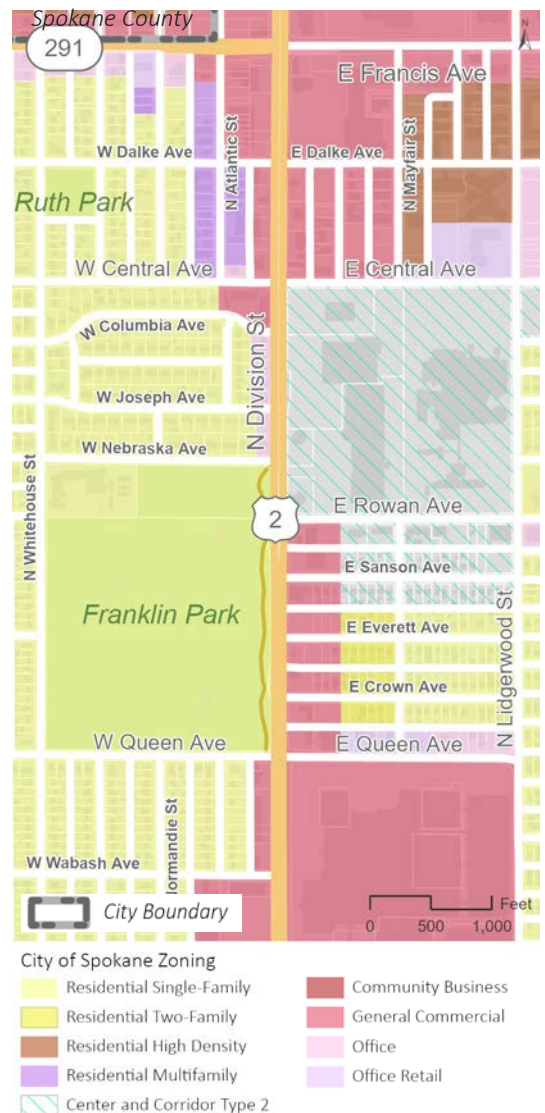 Spokane County
N
291
E Francis Ave
W Dalke Ave
N Atlantic St
E Dalke Ave
N Mayfair St
Ruth Park
W Central Ave
E Central Ave
W Columbia Ave
N Division St
W Joseph Ave
W Nebraska Ave
N Whitehouse St
E Rowan Ave
2
E Sanson Ave
Franklin Park
E Everett Ave
N Lidgerwood St
E Crown Ave
W Queen Ave
E Queen Ave
Normandie St
W Wabash Ave
City Boundary
Feet
0 500 1,000
City of Spokane Zoning
Residential Single-Family
Residential Two-Family
Residential High Density
Residential Multifamily
Center and Corridor Type 2
Community Business
General Commercial
Office
Office Retail